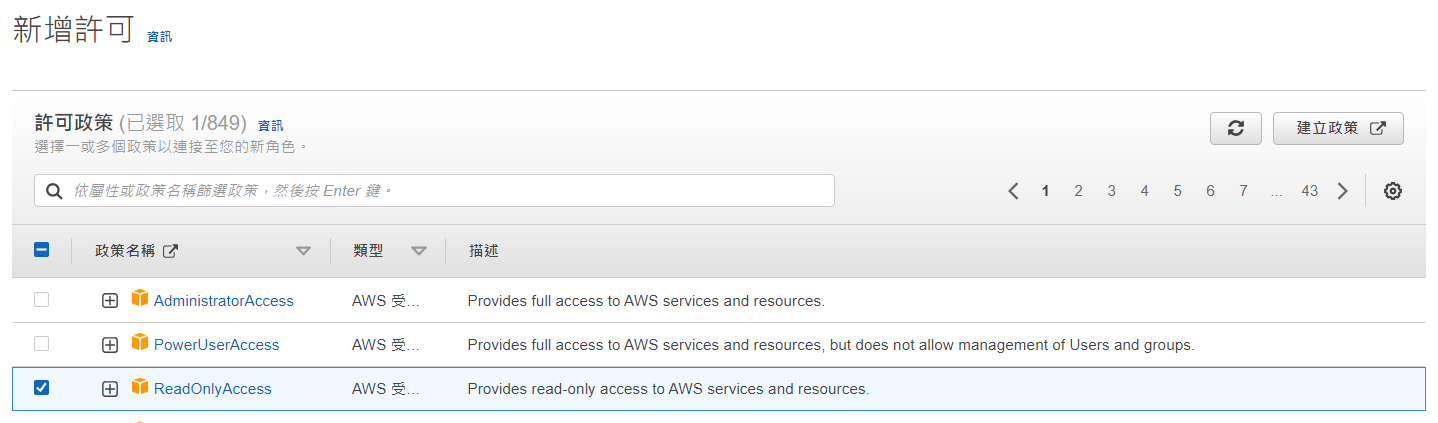 新增許可 資訊
許可政策 (已選取 1/849) 資訊
選擇一或多個政策以連接至您的新角色。
建立政策
依屬性或政策名稱篩選政策，然後按 Enter 鍵。
1 2 3 4 5 6 7 ... 43
政策名稱 類型 描述
AdministratorAccess AWS 受... Provides full access to AWS services and resources.
PowerUserAccess AWS 受... Provides full access to AWS services and resources, but does not allow management of Users and groups.
ReadOnlyAccess AWS 受... Provides read-only access to AWS services and resources.